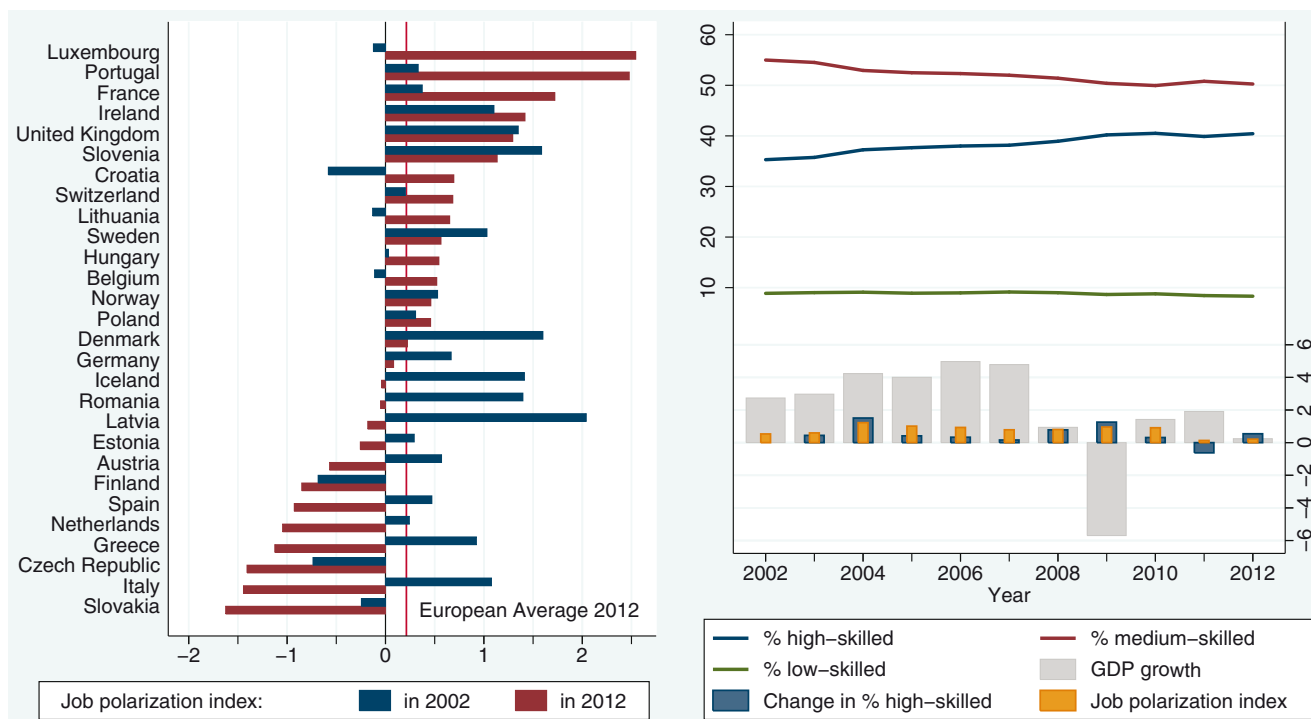 Luxembourg
Portugal
France
Ireland
United Kingdom
Slovenia
Croatia
Switzerland
Lithuania
Sweden
Hungary
Belgium
Norway
Poland
Denmark
Germany
Iceland
Romania
Latvia
Estonia
Austria
Finland
Spain
Netherlands
Greece
Czech Republic
Italy
Slovakia
European Average 2012
−2 −1 0 1 2
Job polarization index: in 2002 in 2012
60
50
40
30
20
10
6
4
2
0
−2
−4
−6
2002 2004 2006 2008 2010 2012
Year
% high−skilled % medium−skilled
% low−skilled GDP growth
Change in % high−skilled Job polarization index